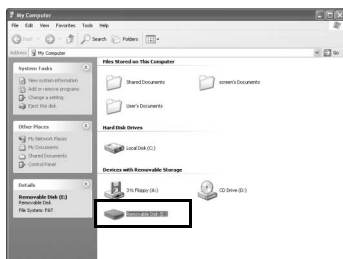 My Computer
File Edit View Favorites Tools Help
Back Search Folders
Address My Computer Go
System Tasks
View system information
Add or remove programs
Change a setting
Eject this disk
Other Places
My Network Places
My Documents
Shared Documents
Control Panel
Details
Removable Disk (E:)
Removable Disk
File System: FAT
Files Stored on This Computer
Shared Documents
screen's Documents
User's Documents
Hard Disk Drives
Local Disk (C:)
Devices with Removable Storage
3½ Floppy (A:)
CD Drive (D:)
Removable Disk (E:)